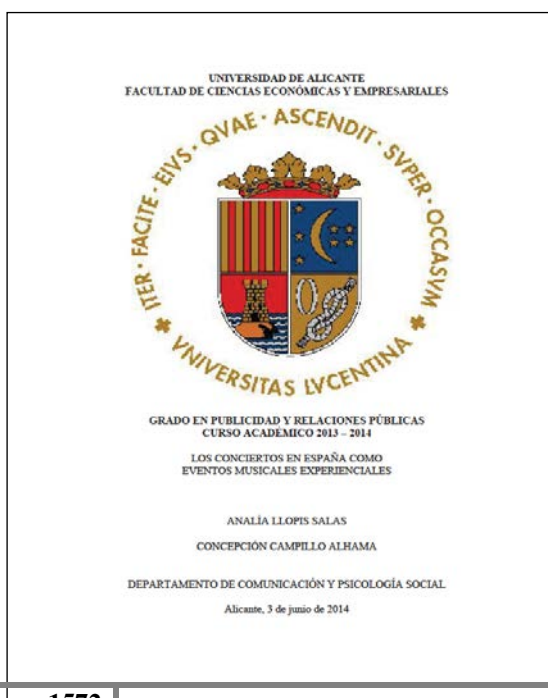 UNIVERSIDAD DE ALICANTE
FACULTAD DE CIENCIAS ECONÓMICAS Y EMPRESARIALES
ITER · FACITE · EIVS · QVAE · ASCENDIT · SVPER · OCCASVM
VNIVERSITAS LVCENTINA
GRADO EN PUBLICIDAD Y RELACIONES PÚBLICAS
CURSO ACADÉMICO 2013 – 2014
LOS CONCIERTOS EN ESPAÑA COMO
EVENTOS MUSICALES EXPERIENCIALES
ANALÍA LLOPIS SALAS
CONCEPCIÓN CAMPILLO ALHAMA
DEPARTAMENTO DE COMUNICACIÓN Y PSICOLOGÍA SOCIAL
Alicante, 3 de junio de 2014
1572